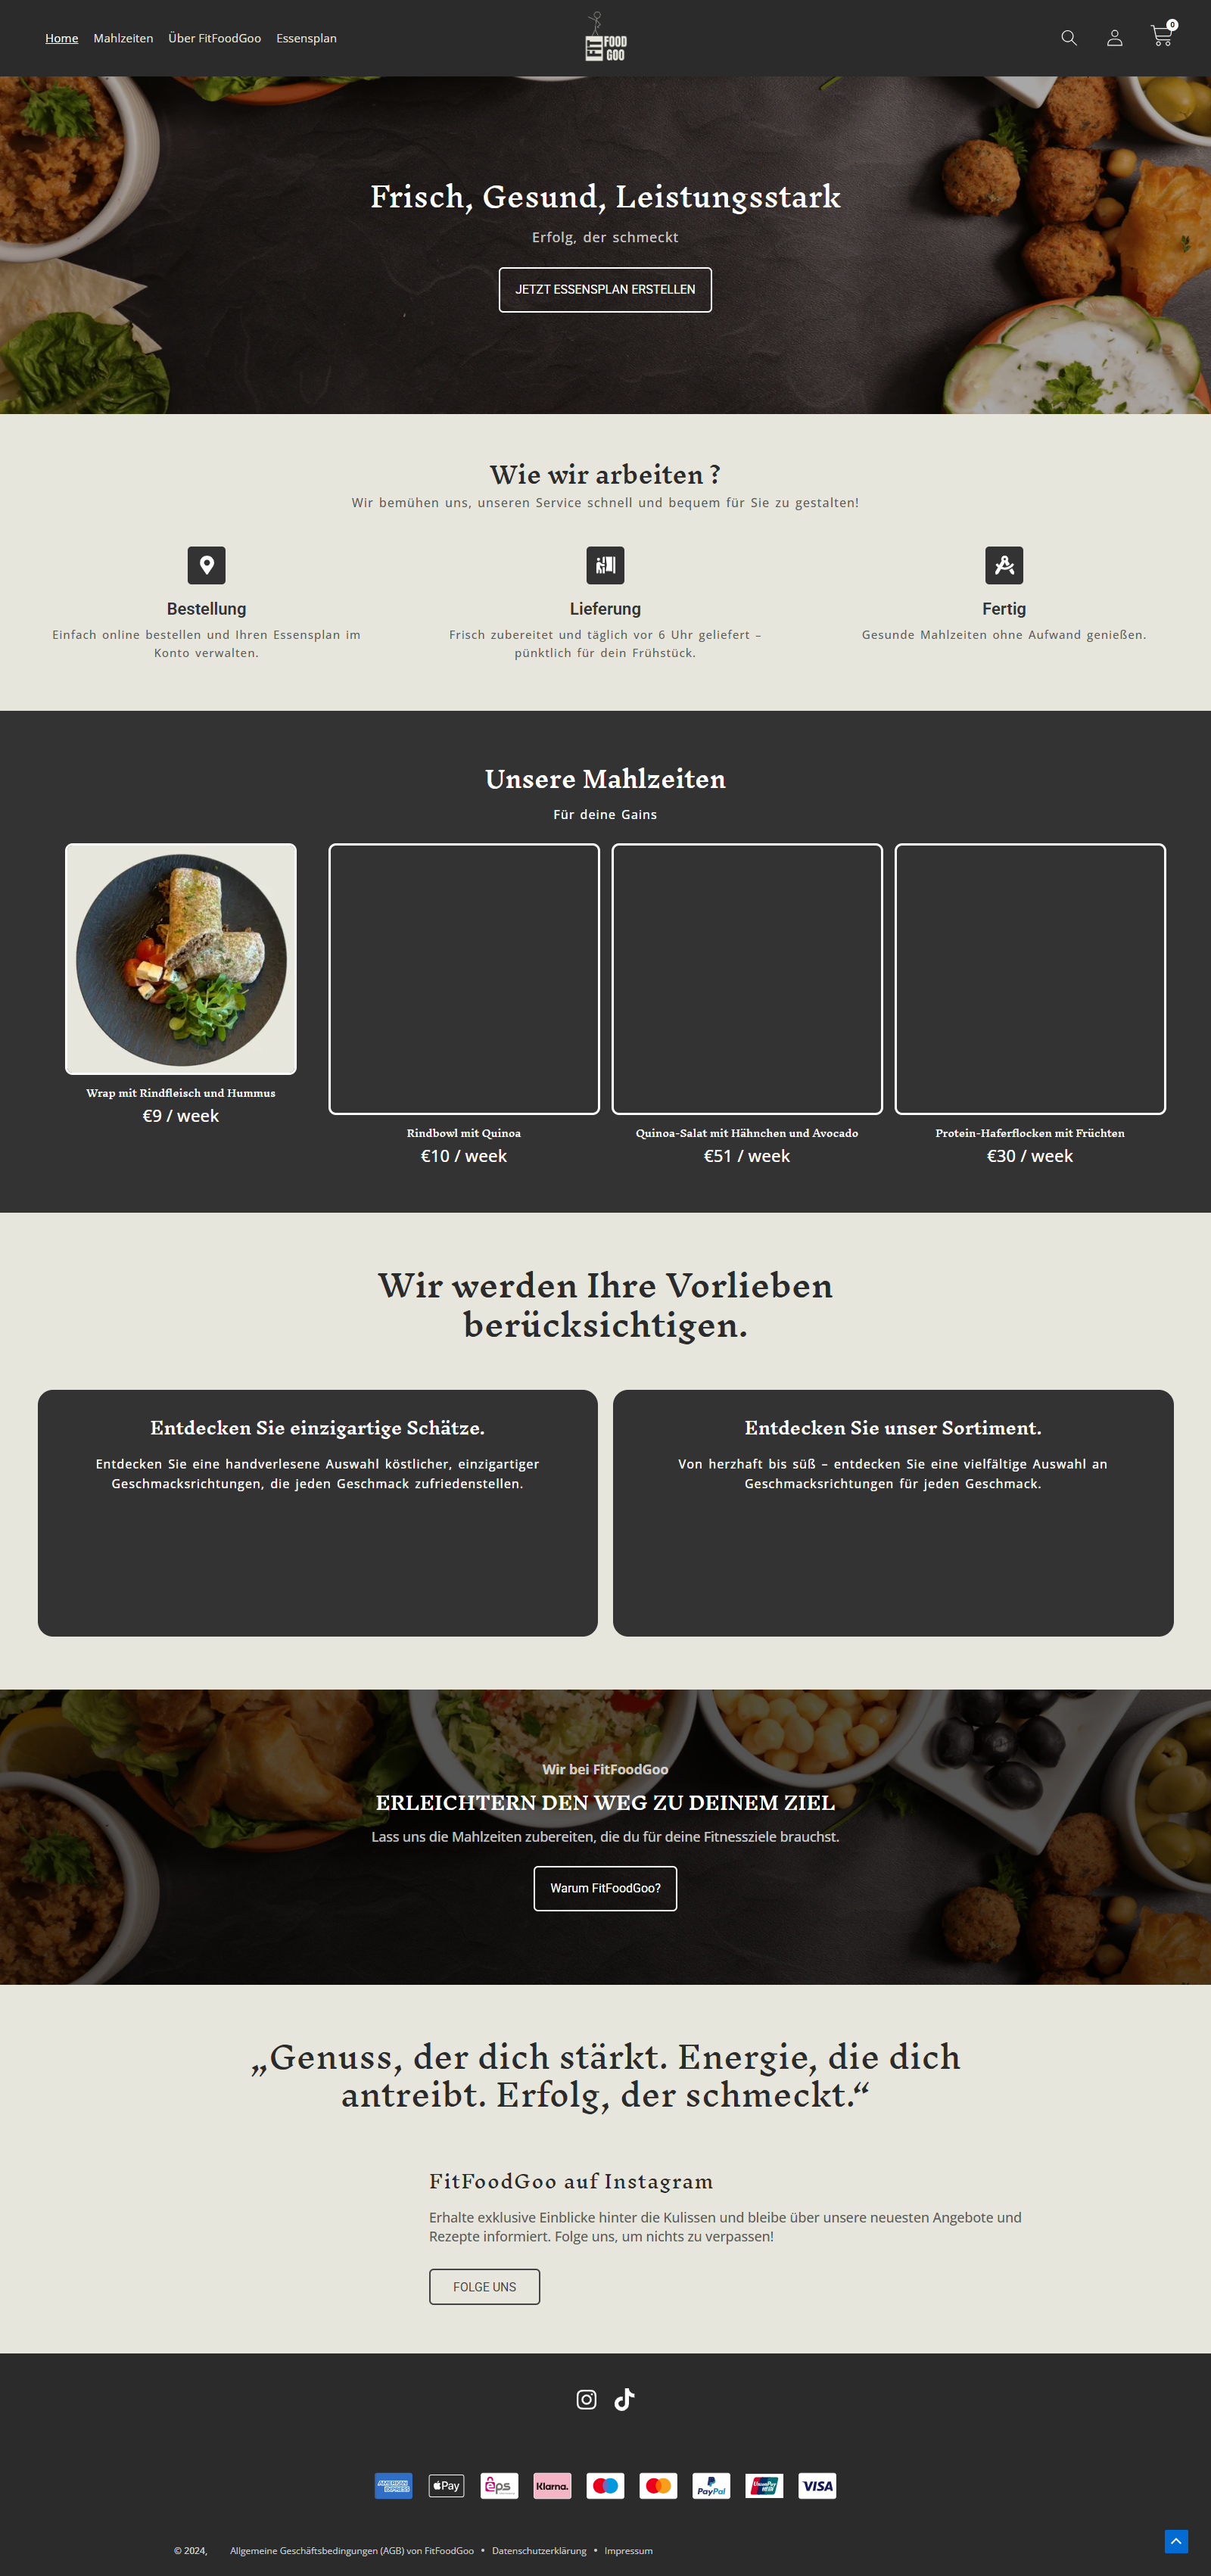 Home Mahlzeiten Über FitFoodGoo Essensplan
FIT FOOD GOO
0
Frisch, Gesund, Leistungsstark
Erfolg, der schmeckt
JETZT ESSENSPLAN ERSTELLEN
Wie wir arbeiten ?
Wir bemühen uns, unseren Service schnell und bequem für Sie zu gestalten!
Bestellung
Einfach online bestellen und Ihren Essensplan im
Konto verwalten.
Lieferung
Frisch zubereitet und täglich vor 6 Uhr geliefert –
pünktlich für dein Frühstück.
Fertig
Gesunde Mahlzeiten ohne Aufwand genießen.
Unsere Mahlzeiten
Für deine Gains
Wrap mit Rindfleisch und Hummus
€9 / week
Rindbowl mit Quinoa
€10 / week
Quinoa-Salat mit Hähnchen und Avocado
€51 / week
Protein-Haferflocken mit Früchten
€30 / week
Wir werden Ihre Vorlieben
berücksichtigen.
Entdecken Sie einzigartige Schätze.
Entdecken Sie eine handverlesene Auswahl köstlicher, einzigartiger
Geschmacksrichtungen, die jeden Geschmack zufriedenstellen.
Entdecken Sie unser Sortiment.
Von herzhaft bis süß – entdecken Sie eine vielfältige Auswahl an
Geschmacksrichtungen für jeden Geschmack.
Wir bei FitFoodGoo
ERLEICHTERN DEN WEG ZU DEINEM ZIEL
Lass uns die Mahlzeiten zubereiten, die du für deine Fitnessziele brauchst.
Warum FitFoodGoo?
„Genuss, der dich stärkt. Energie, die dich
antreibt. Erfolg, der schmeckt.“
FitFoodGoo auf Instagram
Erhalte exklusive Einblicke hinter die Kulissen und bleibe über unsere neuesten Angebote und
Rezepte informiert. Folge uns, um nichts zu verpassen!
FOLGE UNS
AMERICAN EXPRESS Pay eps Klarna. PayPal UnionPay VISA
© 2024, Allgemeine Geschäftsbedingungen (AGB) von FitFoodGoo • Datenschutzerklärung • Impressum